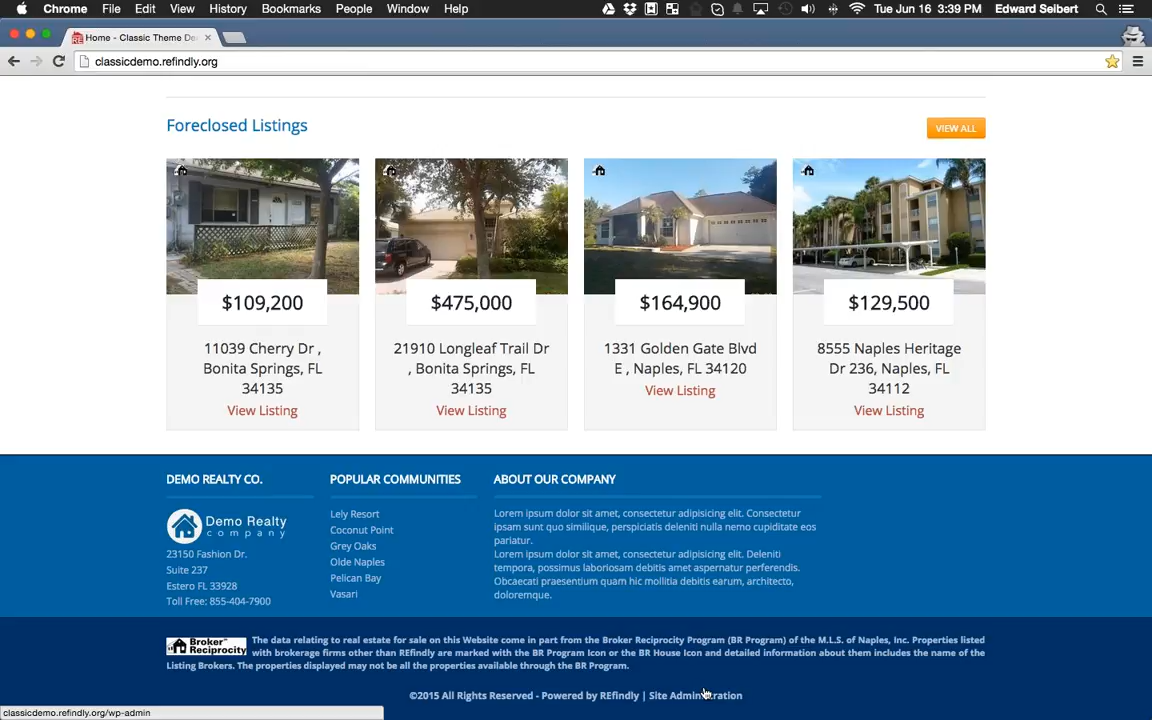 Chrome File Edit View History Bookmarks People Window Help Tue Jun 16 3:39 PM Edward Seibert
Home - Classic Theme De
classicdemo.refindly.org
Foreclosed Listings
VIEW ALL
$109,200
11039 Cherry Dr ,
Bonita Springs, FL
34135
View Listing
$475,000
21910 Longleaf Trail Dr
, Bonita Springs, FL
34135
View Listing
$164,900
1331 Golden Gate Blvd
E , Naples, FL 34120
View Listing
$129,500
8555 Naples Heritage
Dr 236, Naples, FL
34112
View Listing
DEMO REALTY CO.
Demo Realty
company
23150 Fashion Dr.
Suite 237
Estero FL 33928
Toll Free: 855-404-7900
POPULAR COMMUNITIES
Lely Resort
Coconut Point
Grey Oaks
Olde Naples
Pelican Bay
Vasari
ABOUT OUR COMPANY
Lorem ipsum dolor sit amet, consectetur adipisicing elit. Consectetur
ipsam sunt quo similique, perspiciatis deleniti nulla nemo cupiditate eos
pariatur.
Lorem ipsum dolor sit amet, consectetur adipisicing elit. Deleniti
tempora, possimus laboriosam debitis amet aspernatur perferendis.
Obcaecati praesentium quam hic mollitia debitis earum, architecto,
doloremque.
Broker Reciprocity
The data relating to real estate for sale on this Website come in part from the Broker Reciprocity Program (BR Program) of the M.L.S. of Naples, Inc. Properties listed
with brokerage firms other than REfindly are marked with the BR Program Icon or the BR House Icon and detailed information about them includes the name of the
Listing Brokers. The properties displayed may not be all the properties available through the BR Program.
©2015 All Rights Reserved - Powered by REfindly | Site Administration
classicdemo.refindly.org/wp-admin